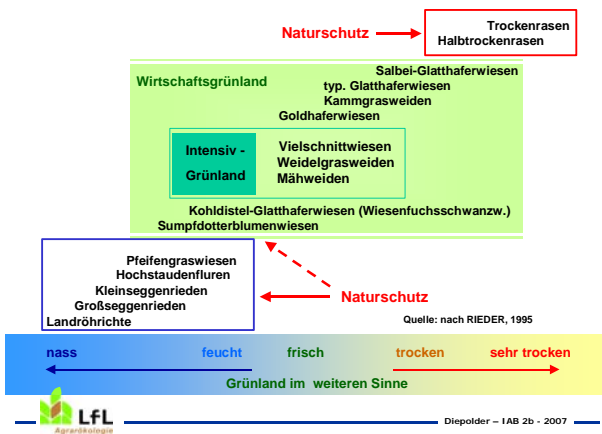 Naturschutz
Trockenrasen
Halbtrockenrasen
Wirtschaftsgrünland
Salbei-Glatthaferwiesen
typ. Glatthaferwiesen
Kammgrasweiden
Goldhaferwiesen
Intensiv -
Grünland
Vielschnittwiesen
Weidelgrasweiden
Mähweiden
Kohldistel-Glatthaferwiesen (Wiesenfuchsschwanzw.)
Sumpfdotterblumenwiesen
Pfeifengraswiesen
Hochstaudenfluren
Kleinseggenrieden
Großseggenrieden
Landröhrichte
Naturschutz
Quelle: nach RIEDER, 1995
nass feucht frisch trocken sehr trocken
Grünland im weiteren Sinne
LfL
Agrarökologie
Diepolder – IAB 2b - 2007